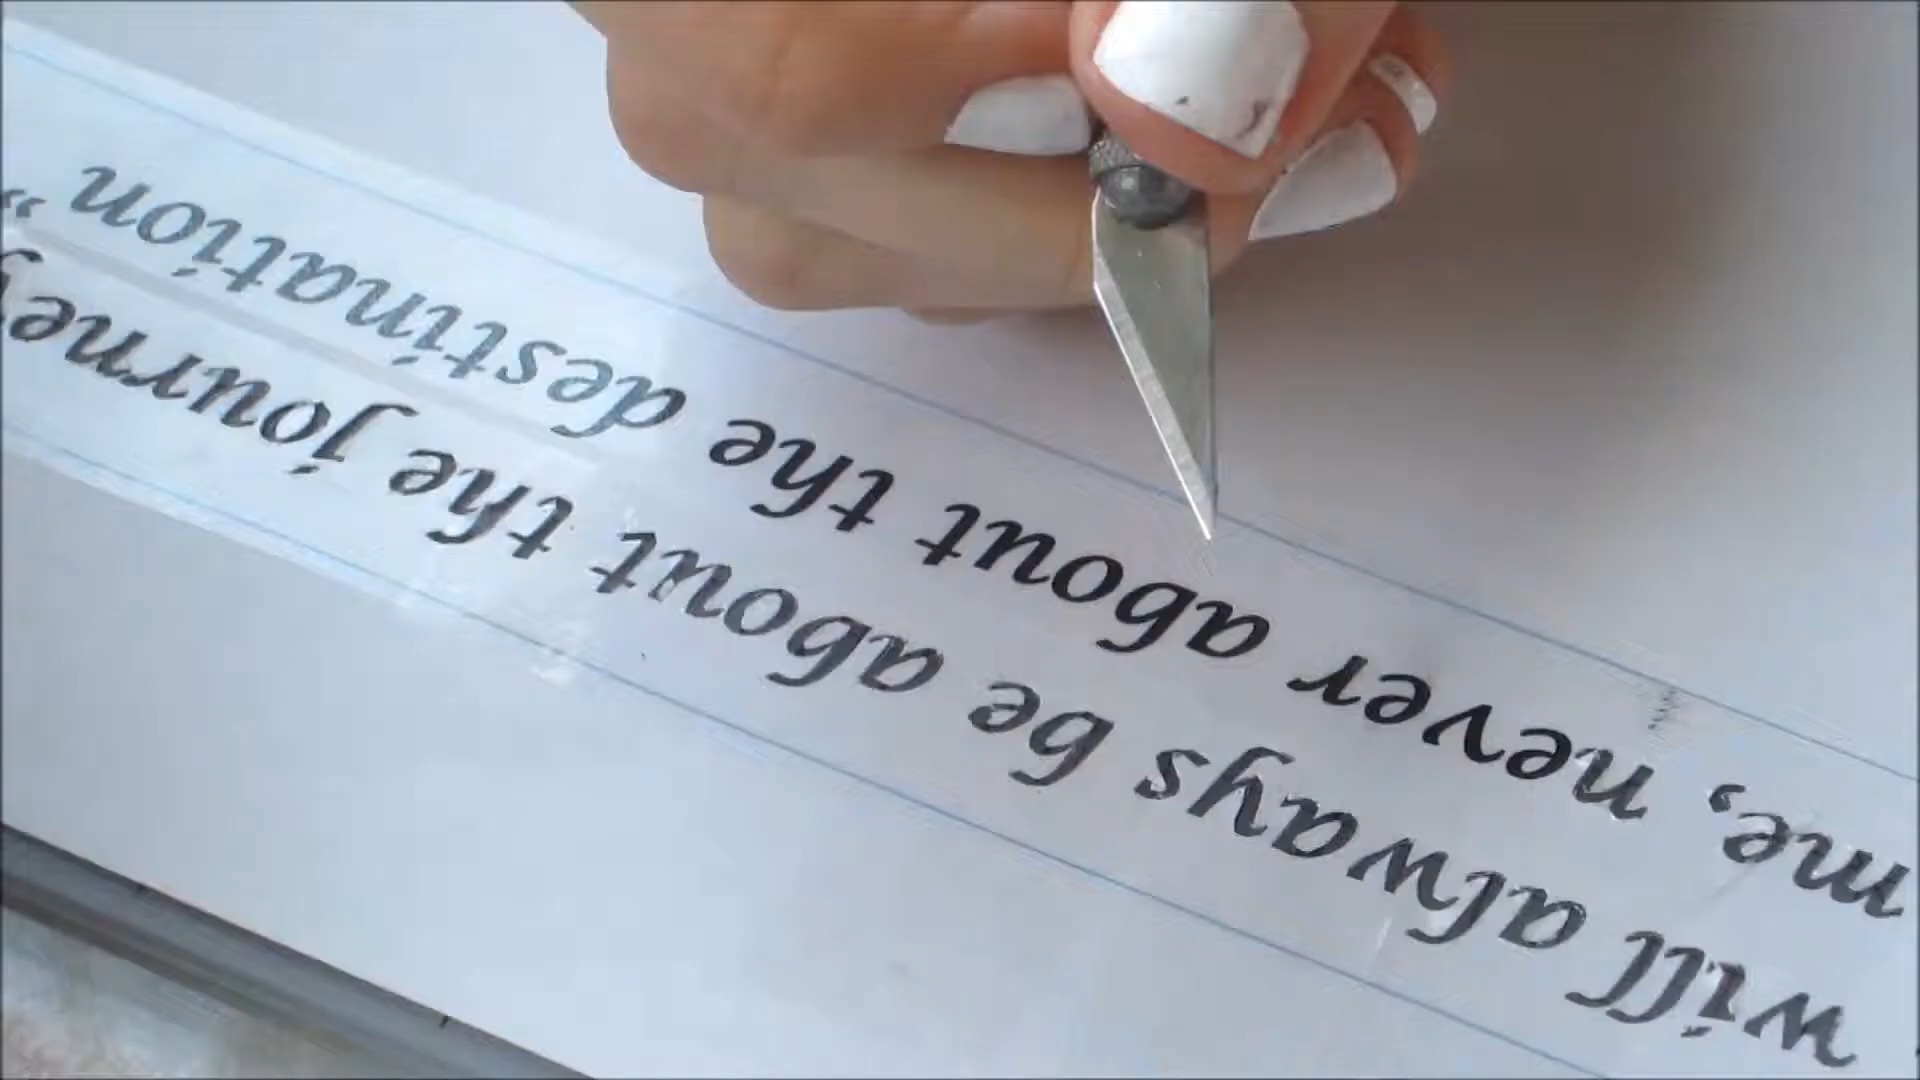 will always be about the journey
me, never about the destination”